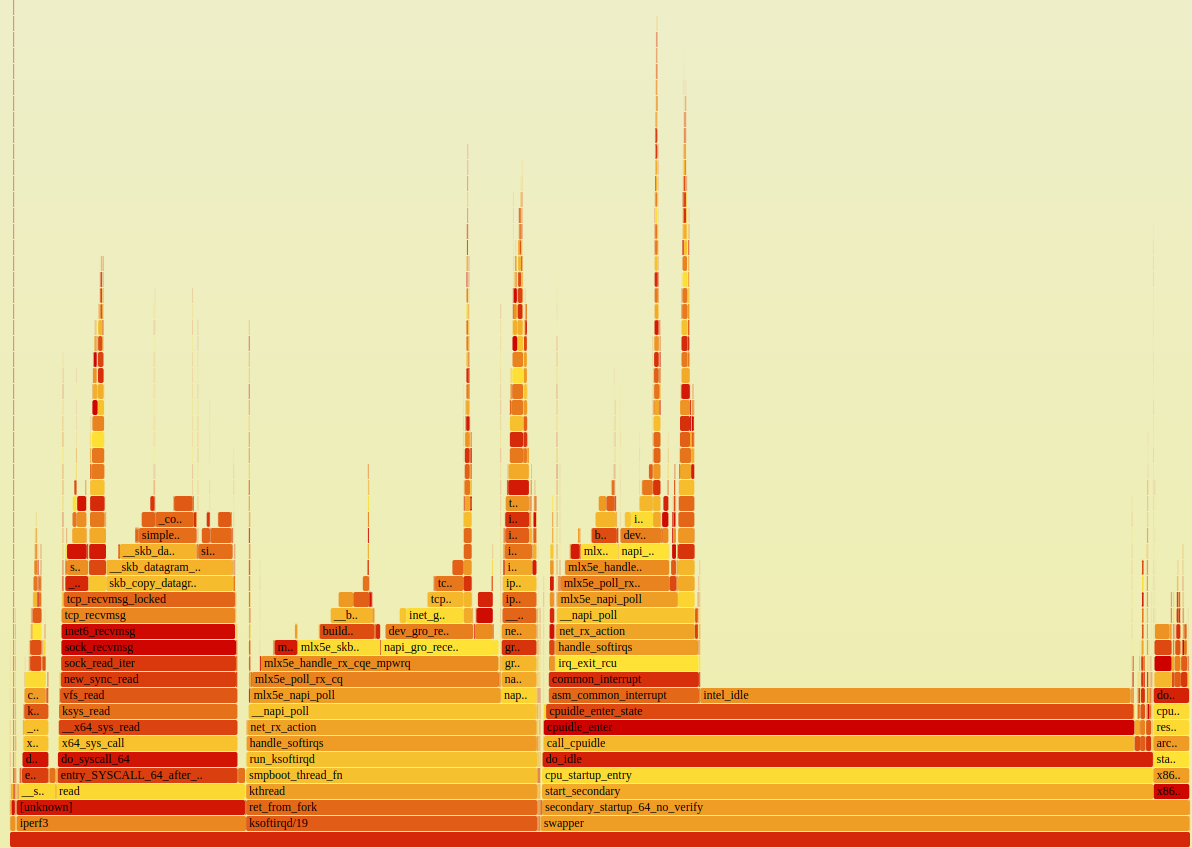 t..
_co.. i.. i..
simple.. i.. b.. dev..
__skb_da.. si.. i.. mlx.. napi_..
s.. __skb_datagram_.. i.. mlx5e_handle..
_.. skb_copy_datagr.. tc.. ip.. mlx5e_poll_rx..
tcp_recvmsg_locked tcp.. ip.. mlx5e_napi_poll
tcp_recvmsg __b.. inet_g.. __.. __napi_poll
inet6_recvmsg build.. dev_gro_re.. ne.. net_rx_action
sock_recvmsg m.. mlx5e_skb.. napi_gro_rece.. gr.. handle_softirqs
sock_read_iter mlx5e_handle_rx_cqe_mpwrq gr.. irq_exit_rcu
new_sync_read mlx5e_poll_rx_cq na.. common_interrupt
c.. vfs_read mlx5e_napi_poll nap.. asm_common_interrupt intel_idle do..
k.. ksys_read __napi_poll cpuidle_enter_state cpu..
_.. __x64_sys_read net_rx_action cpuidle_enter res..
x.. x64_sys_call handle_softirqs call_cpuidle arc..
d.. do_syscall_64 run_ksoftirqd do_idle sta..
e.. entry_SYSCALL_64_after_.. smpboot_thread_fn cpu_startup_entry x86..
__s.. read kthread start_secondary x86..
[unknown] ret_from_fork secondary_startup_64_no_verify
iperf3 ksoftirqd/19 swapper